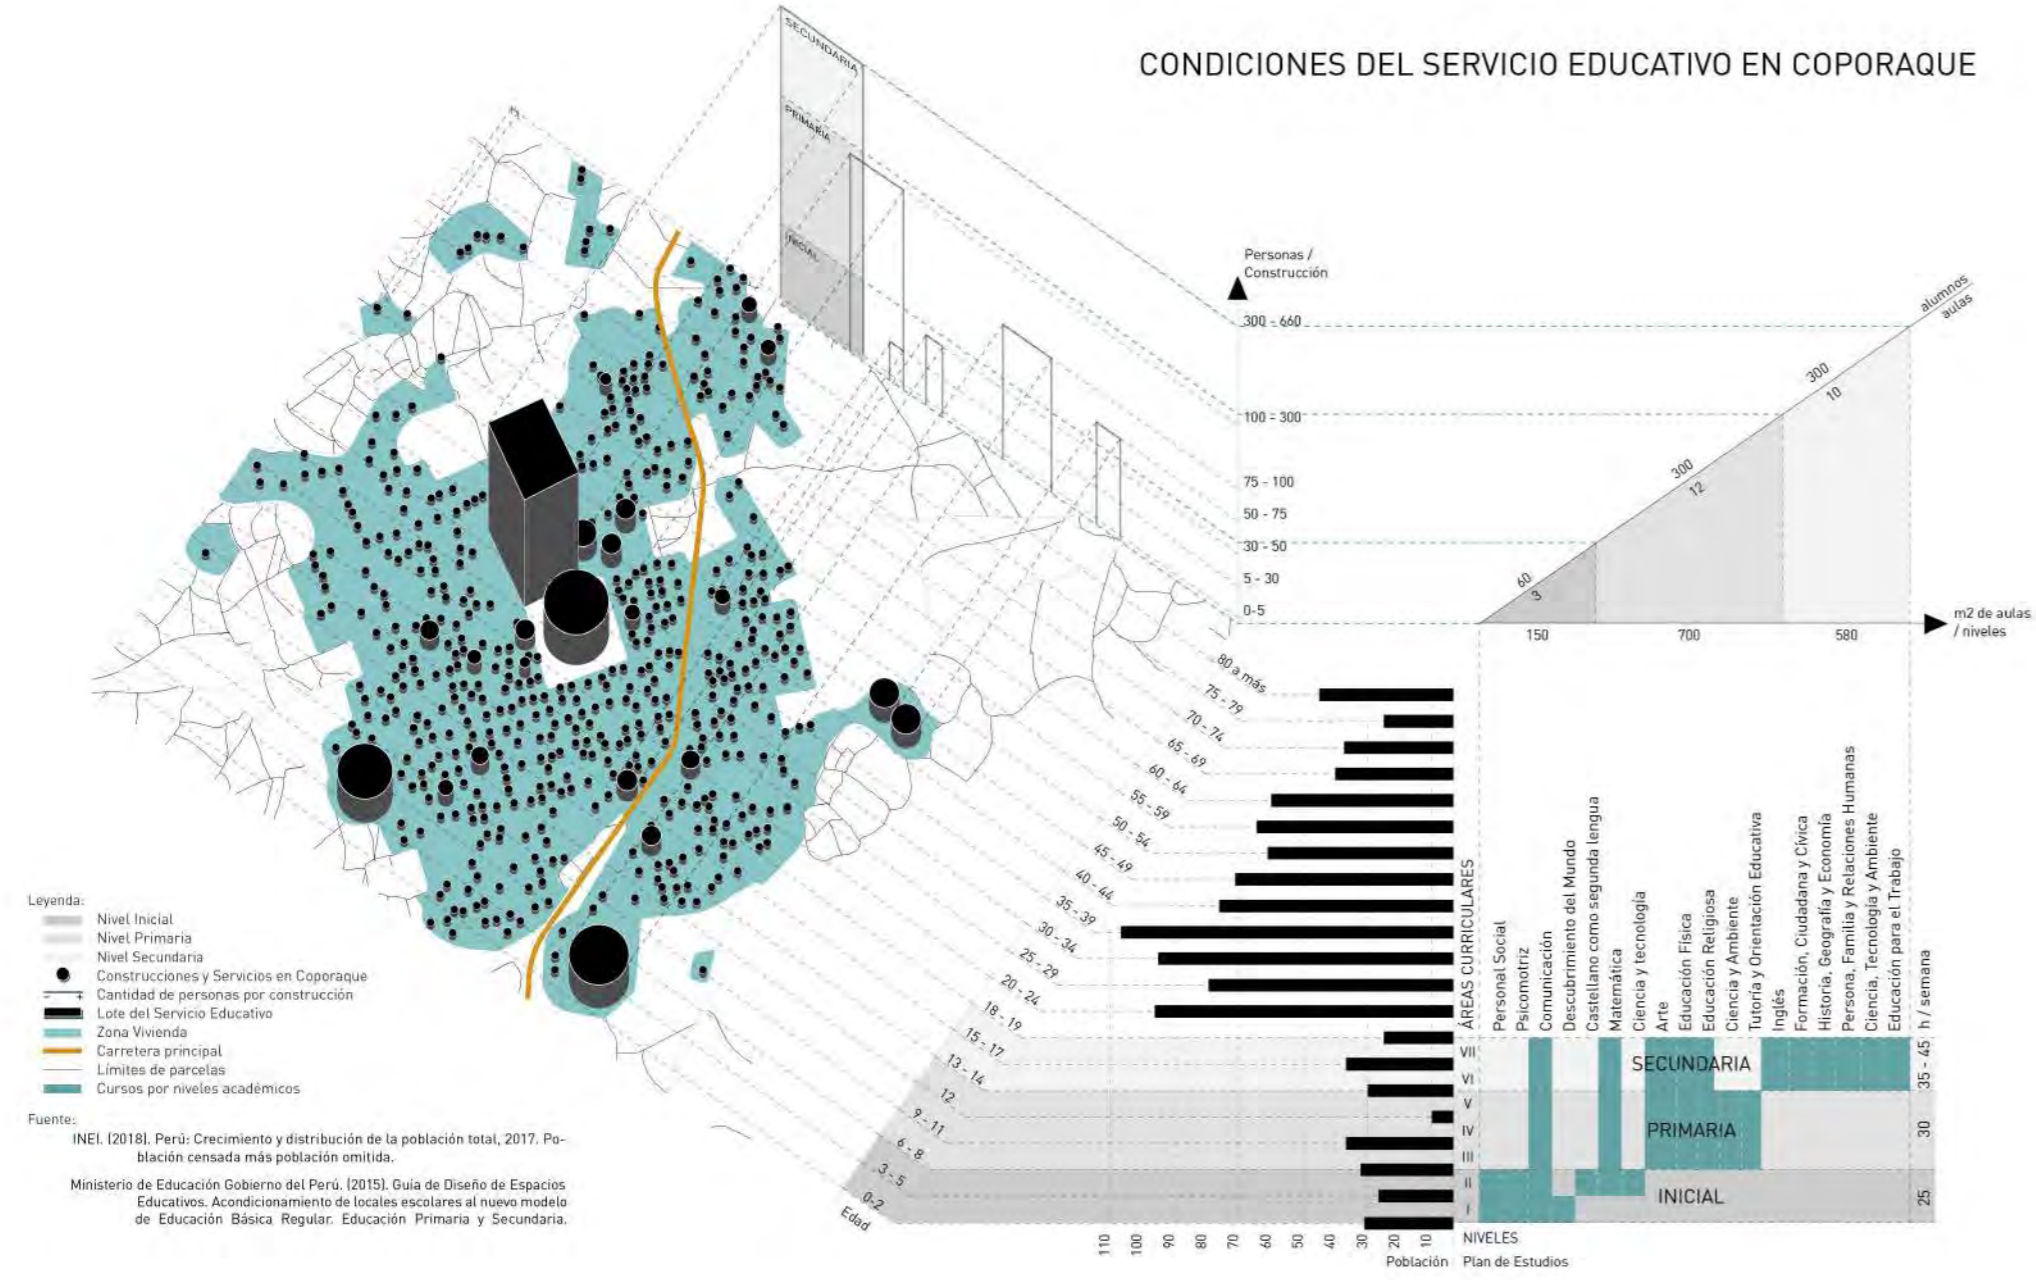 CONDICIONES DEL SERVICIO EDUCATIVO EN COPORAQUE
SECUNDARIA
PRIMARIA
INICIAL
Personas /
Construcción
300 - 660
100 - 300
75 - 100
50 - 75
30 - 50
5 - 30
0-5
alumnos
aulas
300
10
300
12
60
3
150
700
580
m2 de aulas
/ niveles
80 a más
75 - 79
70 - 74
65 - 69
60 - 64
55 - 59
50 - 54
45 - 49
40 - 44
35 - 39
30 - 34
25 - 29
20 - 24
18 - 19
15 - 17
13 - 14
12
9 - 11
6 - 8
3 - 5
0-2
Edad
110
100
90
80
70
60
50
40
30
20
10
Población
ÁREAS CURRICULARES
Personal Social
Psicomotriz
Comunicación
Descubrimiento del Mundo
Castellano como segunda lengua
Matemática
Ciencia y tecnología
Arte
Educación Física
Educación Religiosa
Ciencia y Ambiente
Tutoría y Orientación Educativa
Inglés
Formación, Ciudadana y Cívica
Historia, Geografía y Economía
Persona, Familia y Relaciones Humanas
Ciencia, Tecnología y Ambiente
Educación para el Trabajo
h / semana
VII
VI
V
IV
III
II
I
SECUNDARIA
PRIMARIA
INICIAL
35 - 45
30
25
NIVELES
Plan de Estudios
Leyenda:
Nivel Inicial
Nivel Primaria
Nivel Secundaria
Construcciones y Servicios en Coporaque
Cantidad de personas por construcción
Lote del Servicio Educativo
Zona Vivienda
Carretera principal
Límites de parcelas
Cursos por niveles académicos
Fuente:
INEI. (2018). Perú: Crecimiento y distribución de la población total, 2017. Po-
blación censada más población omitida.
Ministerio de Educación Gobierno del Perú. (2015). Guía de Diseño de Espacios
Educativos. Acondicionamiento de locales escolares al nuevo modelo
de Educación Básica Regular. Educación Primaria y Secundaria.